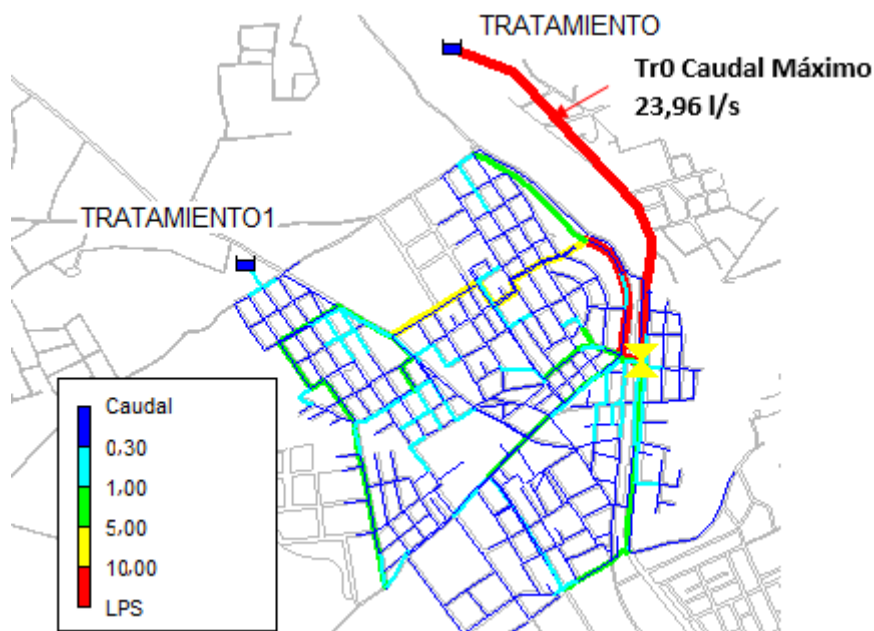 TRATAMIENTO
Tr0 Caudal Máximo
23,96 l/s
TRATAMIENTO1
Caudal
0,30
1,00
5,00
10,00
LPS